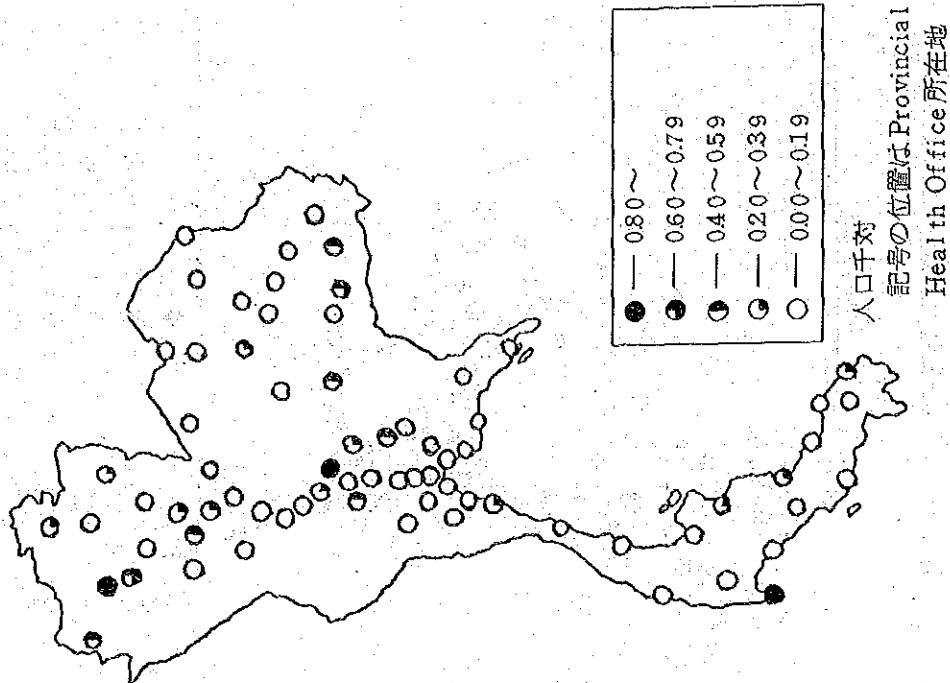 — 0.80～
— 0.60～0.79
— 0.40～0.59
— 0.20～0.39
— 0.00～0.19
人口千対
記号の位置はProvincial
Health Office所在地